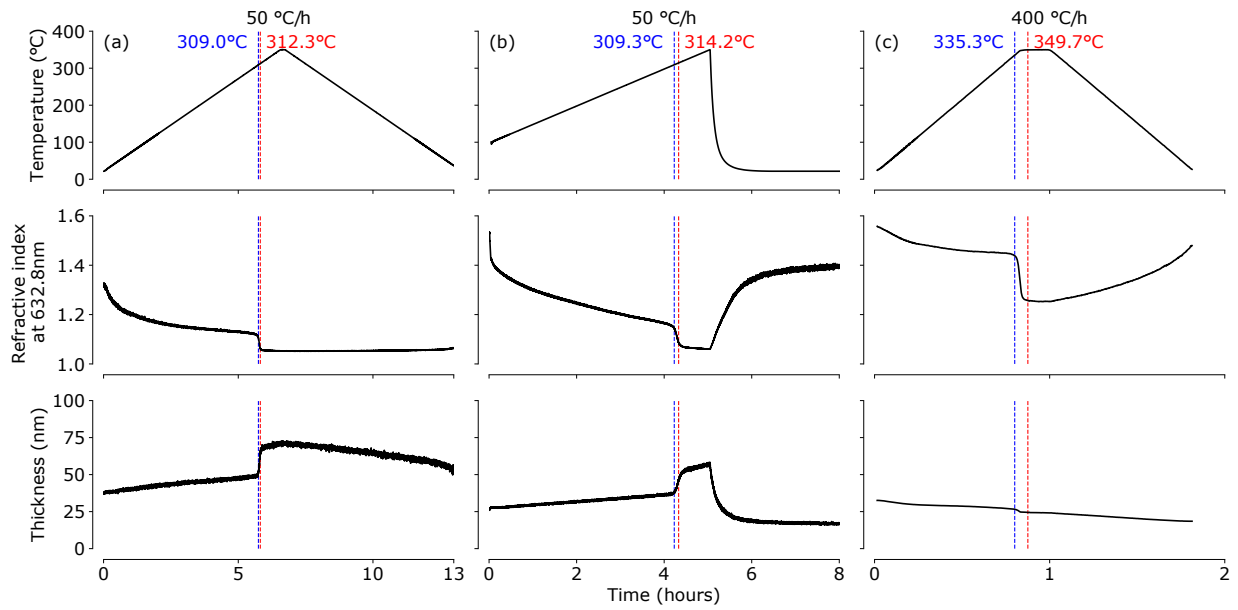 50 °C/h
50 °C/h
400 °C/h
(a)
309.0°C
312.3°C
(b)
309.3°C
314.2°C
(c)
335.3°C
349.7°C
Temperature (°C)
400
300
200
100
0
0
5
10
13
0
2
4
6
8
0
1
2
Refractive index
at 632.8nm
1.6
1.4
1.2
1.0
Thickness (nm)
100
75
50
25
0
Time (hours)